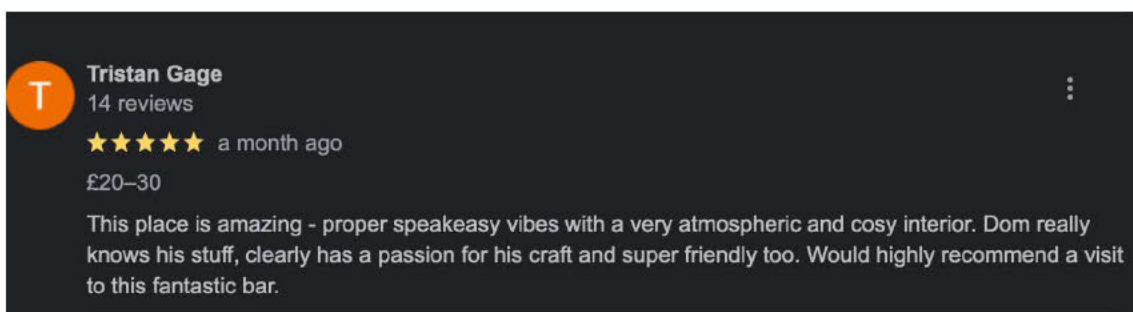 T
Tristan Gage
14 reviews
a month ago
£20–30
This place is amazing - proper speakeasy vibes with a very atmospheric and cosy interior. Dom really
knows his stuff, clearly has a passion for his craft and super friendly too. Would highly recommend a visit
to this fantastic bar.